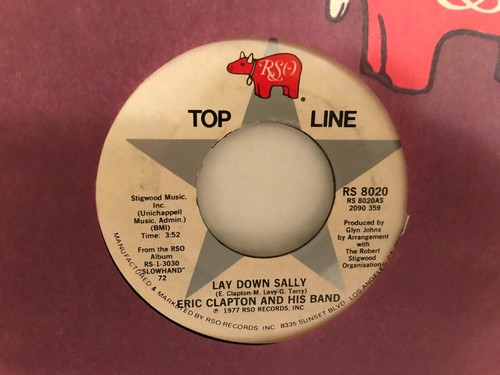 RSO
TOP LINE
Stigwood Music,
Inc.
(Unichappell
Music, Admin.)
(BMI)
Time: 3:52
From the RSO
Album
RS-1-3030
"SLOWHAND"
72
RS 8020
RS 8020AS
2090 359
Produced by
Glyn Johns
by Arrangement
with
The Robert
Stigwood
Organisation
LAY DOWN SALLY
(E. Clapton-M. Levy-G. Terry)
ERIC CLAPTON AND HIS BAND
℗ 1977 RSO RECORDS, INC.
MANUFACTURED & MARKETED BY RSO RECORDS, INC 8335 SUNSET BLVD. LOS ANGELES